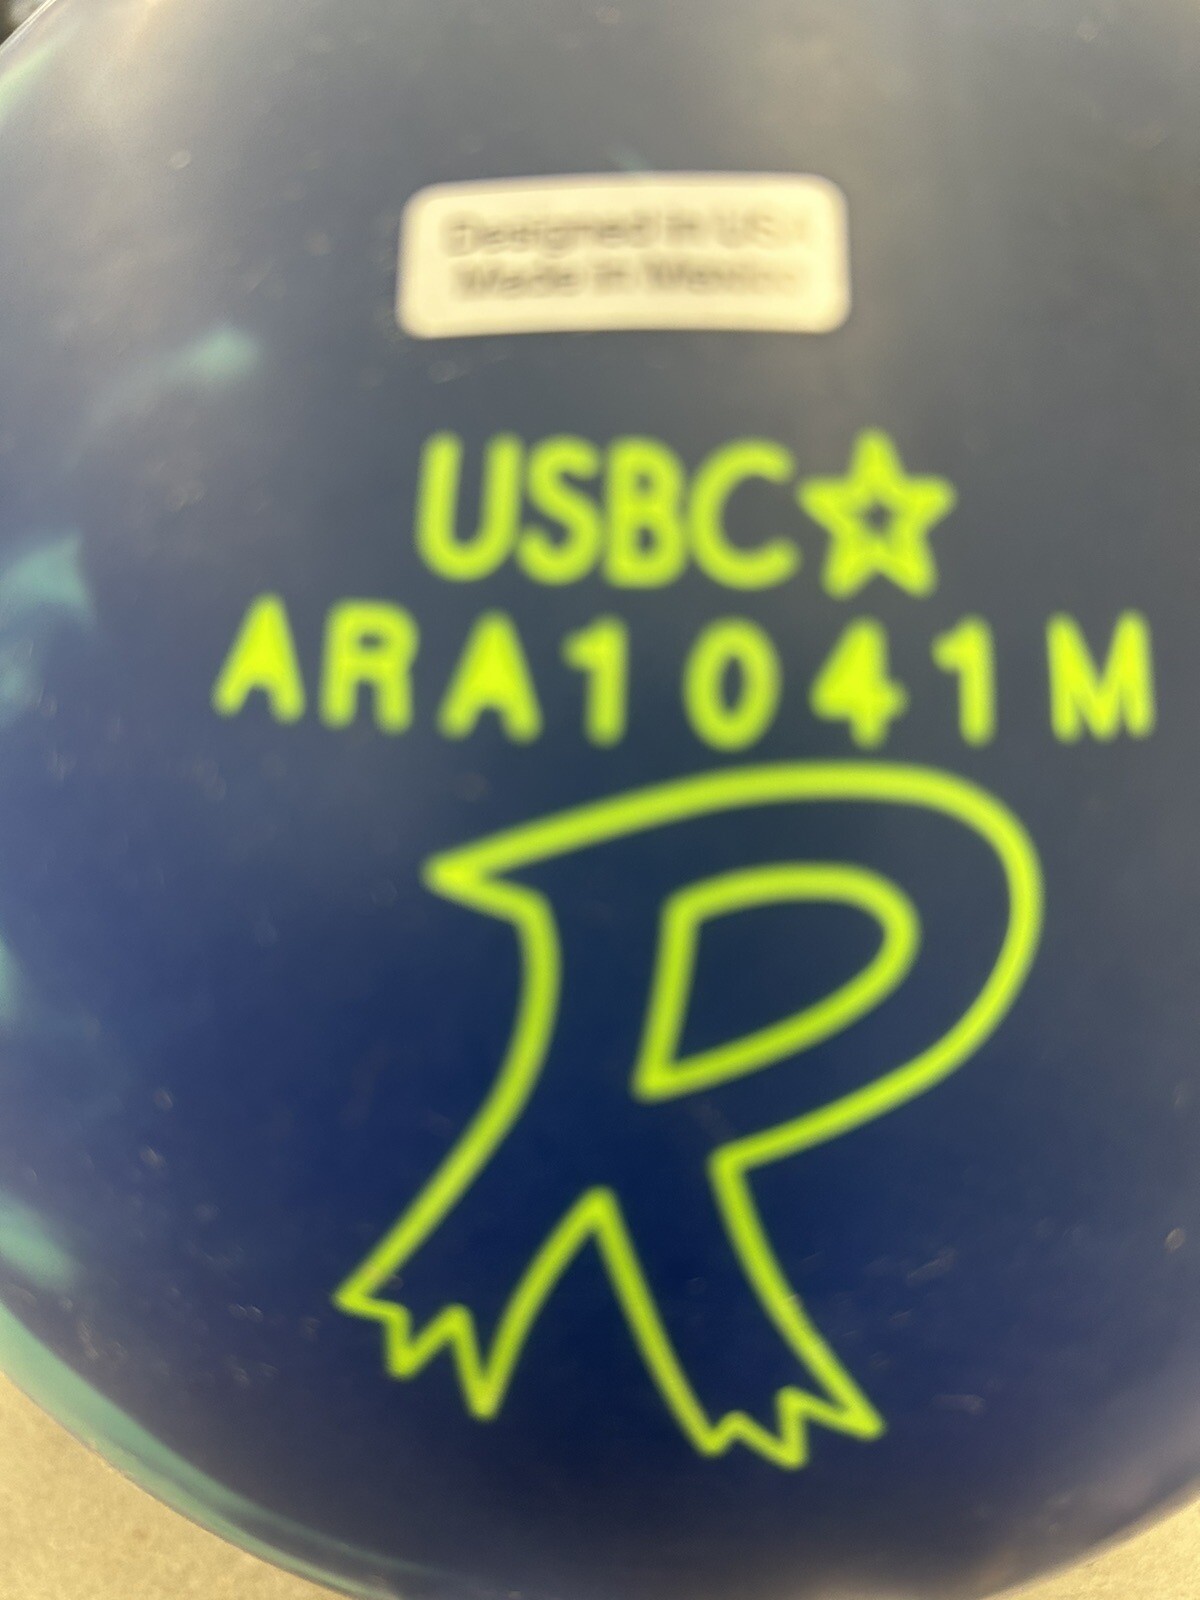 Designed in USA
Made in Mexico
USBC☆
ARA1041M
R